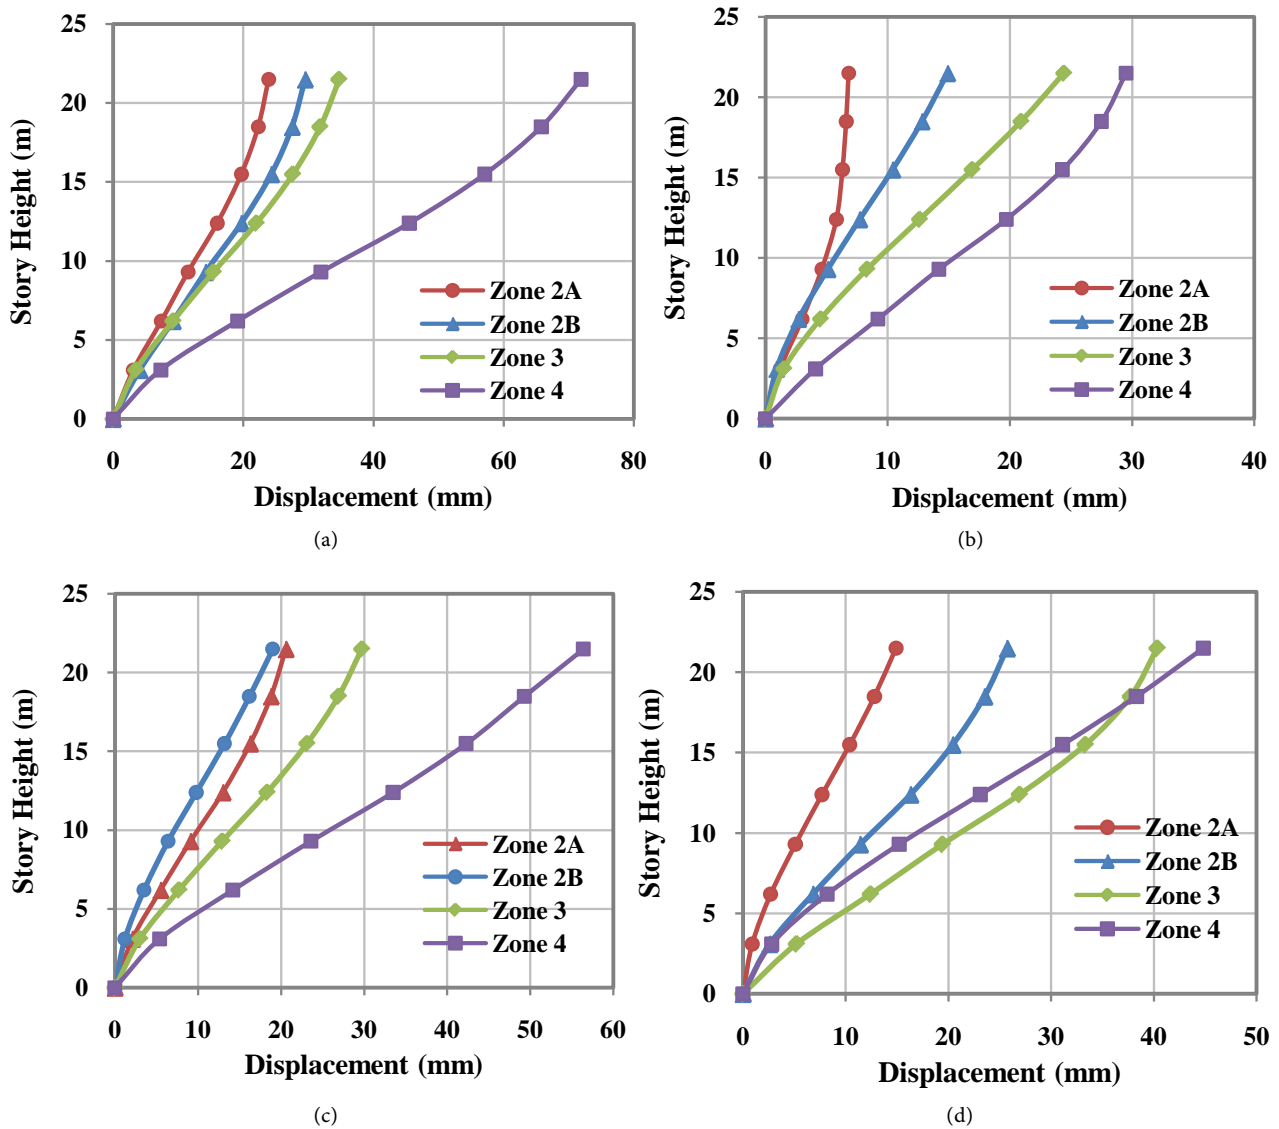 25
20
15
10
5
0
Story Height (m)
Zone 2A
Zone 2B
Zone 3
Zone 4
0 20 40 60 80
Displacement (mm)
(a)
25
20
15
10
5
0
Story Height (m)
Zone 2A
Zone 2B
Zone 3
Zone 4
0 10 20 30 40
Displacement (mm)
(b)
25
20
15
10
5
0
Story Height (m)
Zone 2A
Zone 2B
Zone 3
Zone 4
0 10 20 30 40 50 60
Displacement (mm)
(c)
25
20
15
10
5
0
Story Height (m)
Zone 2A
Zone 2B
Zone 3
Zone 4
0 10 20 30 40 50
Displacement (mm)
(d)